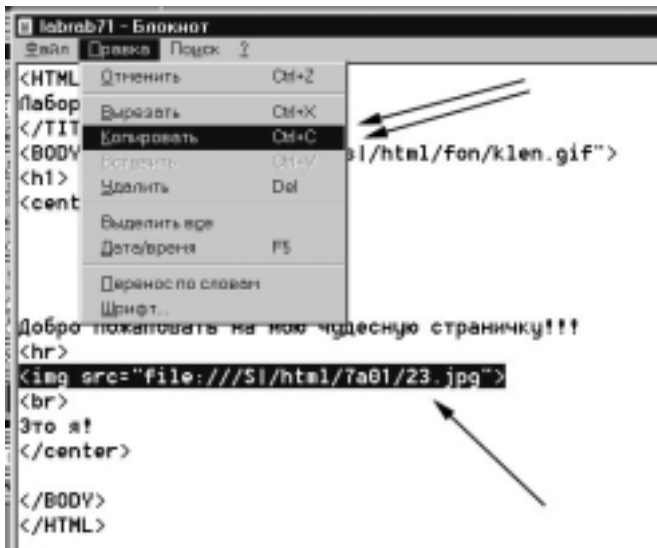 labrab71 - Блокнот
Файл Правка Поиск ?
<HTML
Лабор
</TIT
<BODY s|/html/fon/klen.gif">
<h1>
<cent
Отменить Ctrl+Z
Вырезать Ctrl+X
Копировать Ctrl+C
Вставить Ctrl+V
Удалить Del
Выделить все
Дата/время F5
Перенос по словам
Шрифт...
Добро пожаловать на мою чудесную страничку!!!
<hr>
<img src="file:///S|/html/7a01/23.jpg">
<br>
Это я!
</center>
</BODY>
</HTML>